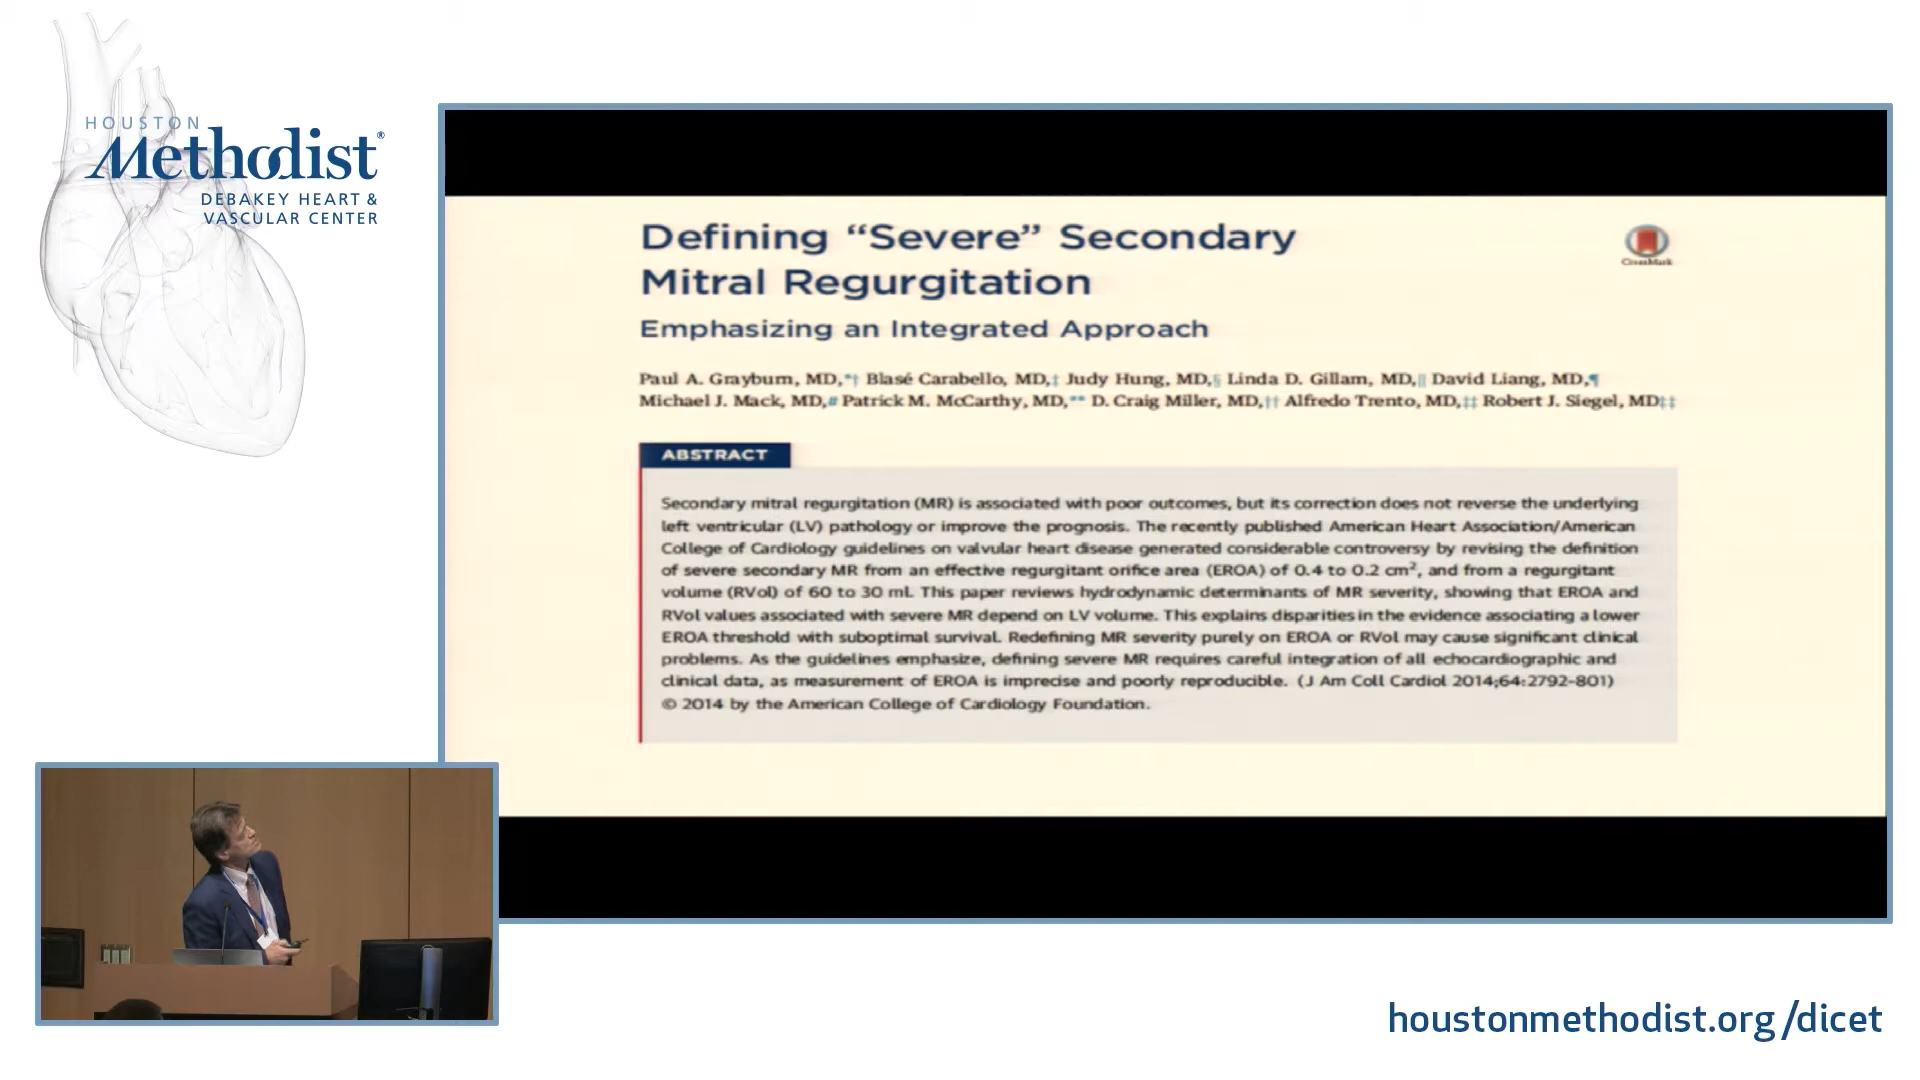 HOUSTON
Methodist®
DEBAKEY HEART &
VASCULAR CENTER
Defining “Severe” Secondary
Mitral Regurgitation
CrossMark
Emphasizing an Integrated Approach
Paul A. Grayburn, MD,*† Blasé Carabello, MD,‡ Judy Hung, MD,§ Linda D. Gillam, MD,|| David Liang, MD,¶
Michael J. Mack, MD,# Patrick M. McCarthy, MD,** D. Craig Miller, MD,†† Alfredo Trento, MD,‡‡ Robert J. Siegel, MD‡‡
ABSTRACT
Secondary mitral regurgitation (MR) is associated with poor outcomes, but its correction does not reverse the underlying
left ventricular (LV) pathology or improve the prognosis. The recently published American Heart Association/American
College of Cardiology guidelines on valvular heart disease generated considerable controversy by revising the definition
of severe secondary MR from an effective regurgitant orifice area (EROA) of 0.4 to 0.2 cm², and from a regurgitant
volume (RVol) of 60 to 30 ml. This paper reviews hydrodynamic determinants of MR severity, showing that EROA and
RVol values associated with severe MR depend on LV volume. This explains disparities in the evidence associating a lower
EROA threshold with suboptimal survival. Redefining MR severity purely on EROA or RVol may cause significant clinical
problems. As the guidelines emphasize, defining severe MR requires careful integration of all echocardiographic and
clinical data, as measurement of EROA is imprecise and poorly reproducible. (J Am Coll Cardiol 2014;64:2792–801)
© 2014 by the American College of Cardiology Foundation.
houstonmethodist.org/dicet